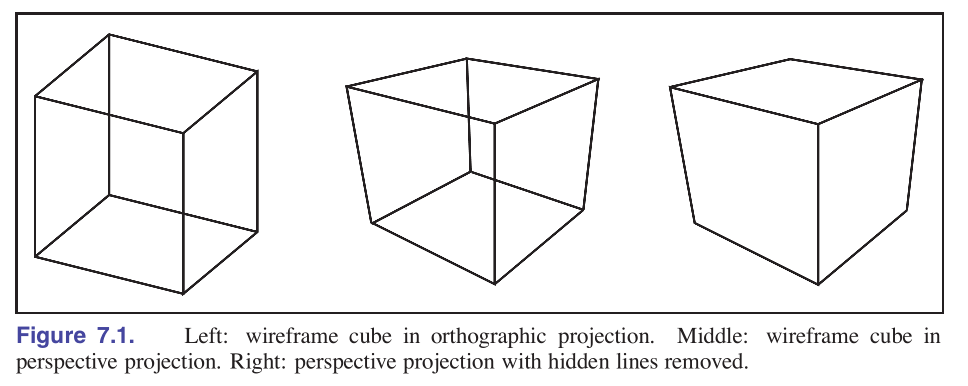 Figure 7.1. Left: wireframe cube in orthographic projection. Middle: wireframe cube in
perspective projection. Right: perspective projection with hidden lines removed.